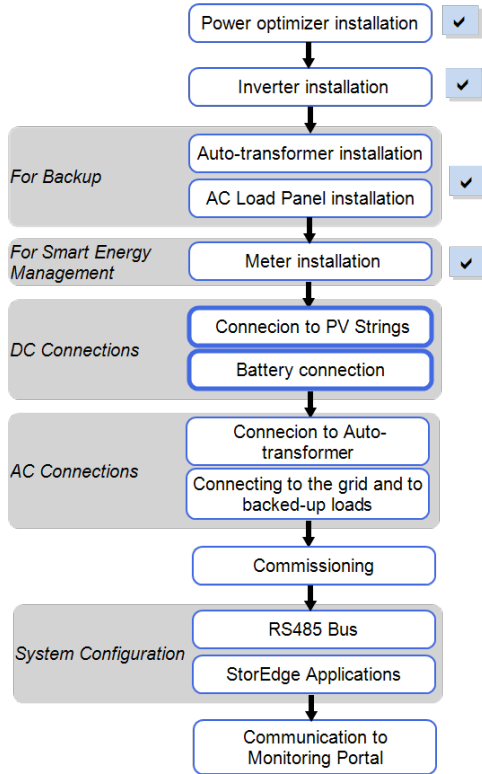 Power optimizer installation
Inverter installation
For Backup
Auto-transformer installation
AC Load Panel installation
For Smart Energy
Management
Meter installation
DC Connections
Connecion to PV Strings
Battery connection
AC Connections
Connecion to Auto-
transformer
Connecting to the grid and to
backed-up loads
Commissioning
System Configuration
RS485 Bus
StorEdge Applications
Communication to
Monitoring Portal